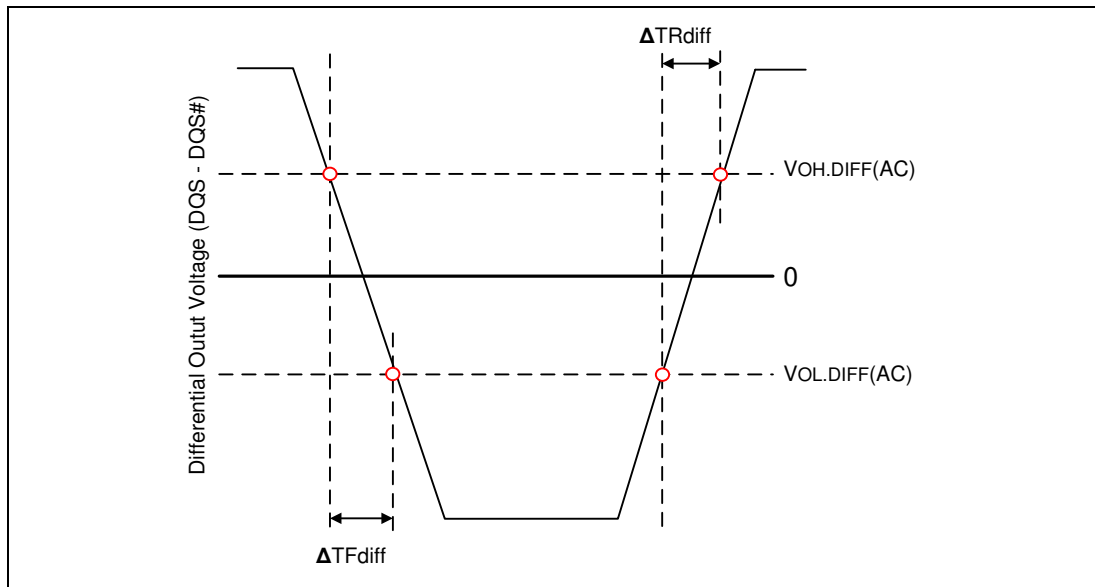 ΔTRdiff
Differential Outut Voltage (DQS - DQS#)
VOH.DIFF(AC)
0
VOL.DIFF(AC)
ΔTFdiff